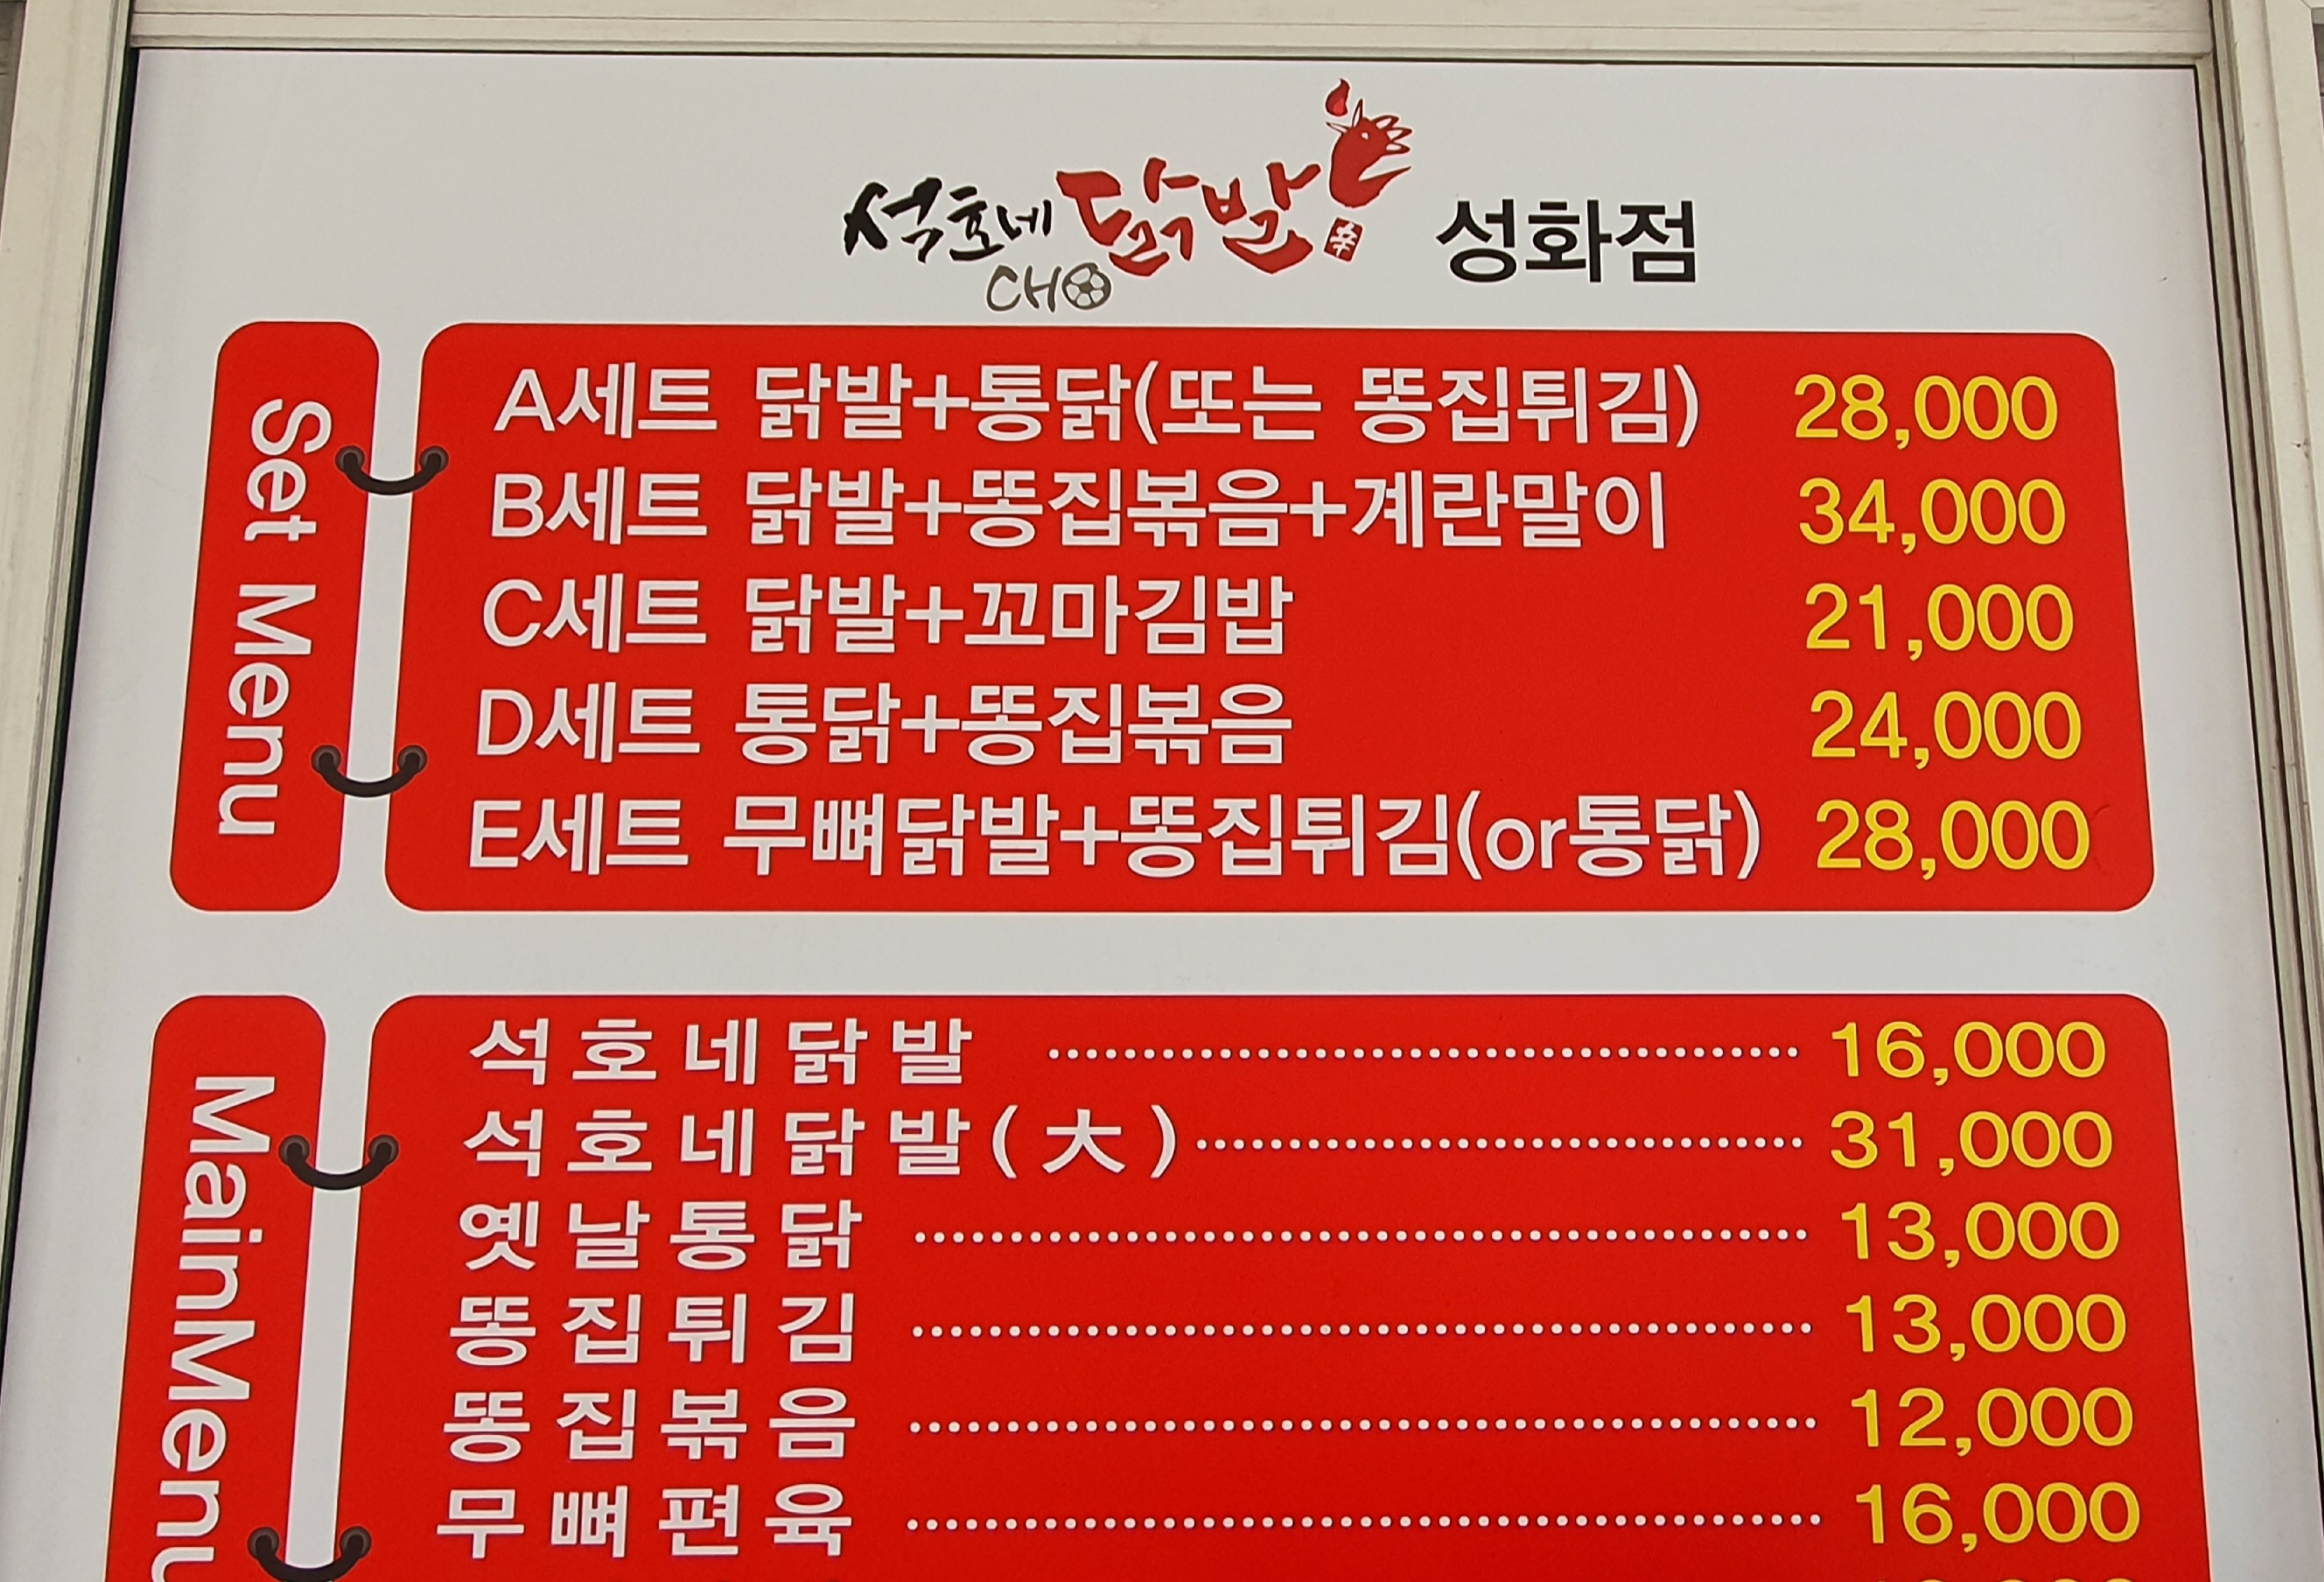 석호네 닭발 辛 성화점
CHO
Set Menu
A세트 닭발+통닭(또는 똥집튀김) 28,000
B세트 닭발+똥집볶음+계란말이 34,000
C세트 닭발+꼬마김밥 21,000
D세트 통닭+똥집볶음 24,000
E세트 무뼈닭발+똥집튀김(or통닭) 28,000
MainMenu
석호네닭발 16,000
석호네닭발(大) 31,000
옛날통닭 13,000
똥집튀김 13,000
똥집볶음 12,000
무뼈편육 16,000